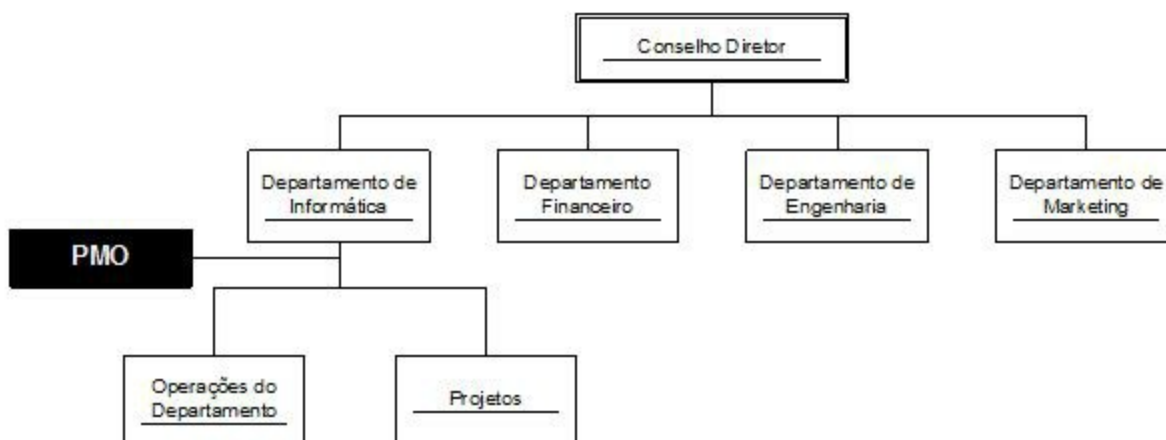 Conselho Diretor
Departamento de
Informática
Departamento
Financeiro
Departamento de
Engenharia
Departamento de
Marketing
PMO
Operações do
Departamento
Projetos